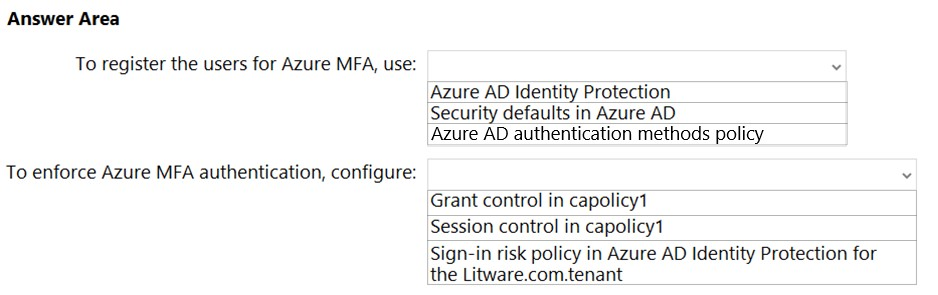 Answer Area
To register the users for Azure MFA, use:
Azure AD Identity Protection
Security defaults in Azure AD
Azure AD authentication methods policy
To enforce Azure MFA authentication, configure:
Grant control in capolicy1
Session control in capolicy1
Sign-in risk policy in Azure AD Identity Protection for
the Litware.com.tenant